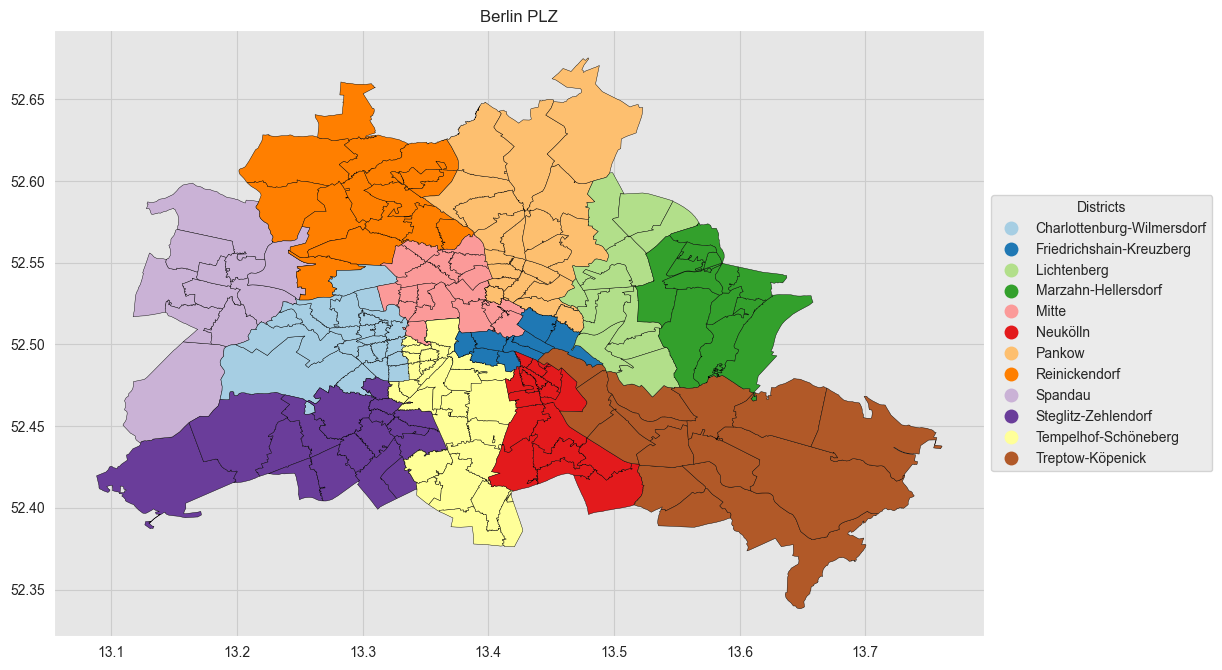 Berlin PLZ
52.65
52.60
52.55
52.50
52.45
52.40
52.35
13.1 13.2 13.3 13.4 13.5 13.6 13.7
Districts
Charlottenburg-Wilmersdorf
Friedrichshain-Kreuzberg
Lichtenberg
Marzahn-Hellersdorf
Mitte
Neukölln
Pankow
Reinickendorf
Spandau
Steglitz-Zehlendorf
Tempelhof-Schöneberg
Treptow-Köpenick